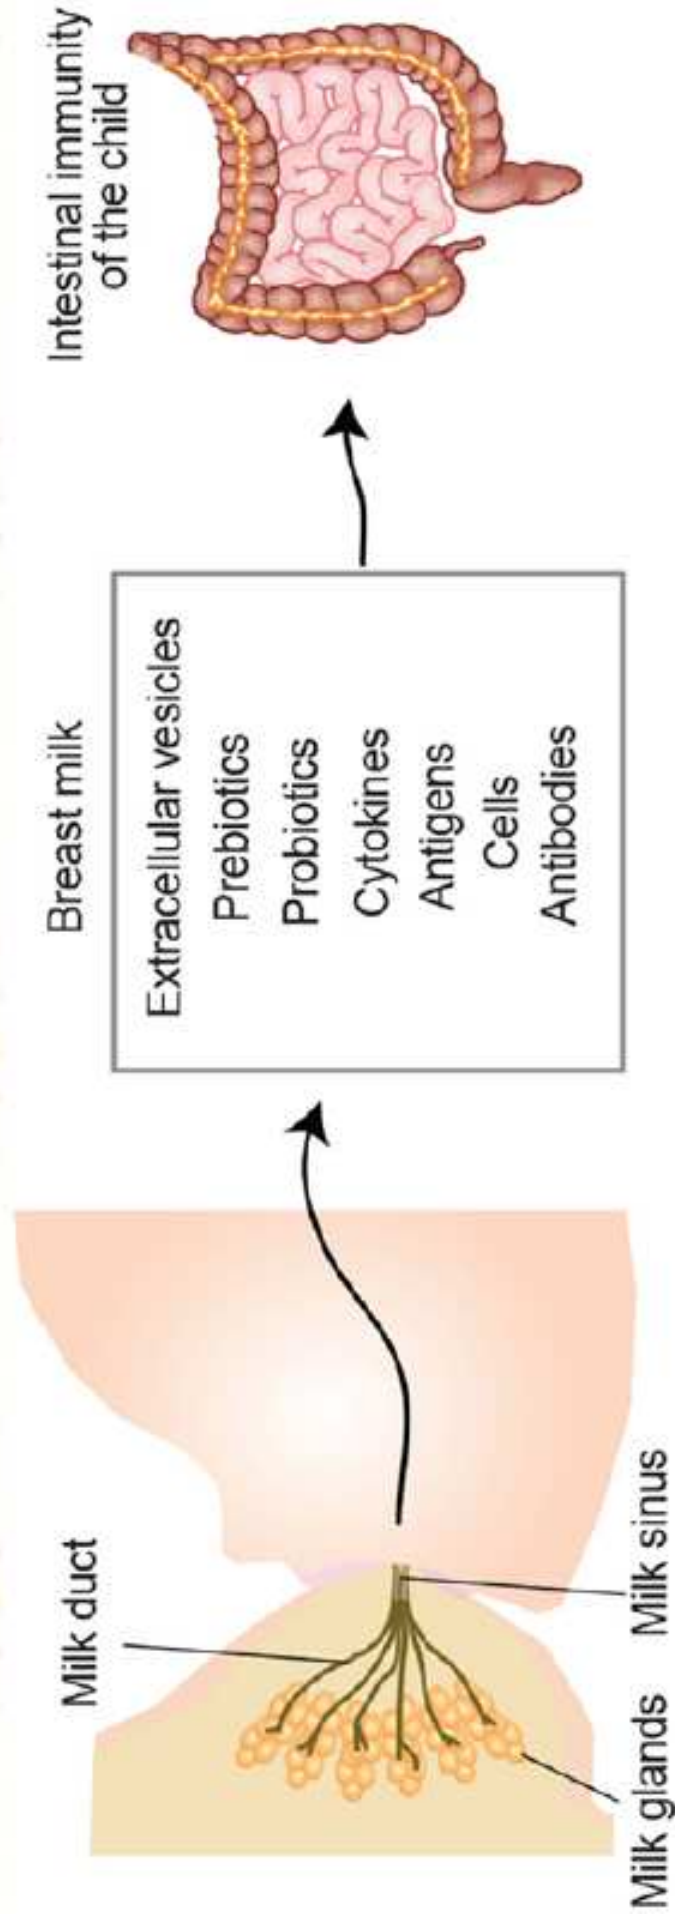 Milk duct
Milk glands
Milk sinus
Breast milk
Extracellular vesicles
Prebiotics
Probiotics
Cytokines
Antigens
Cells
Antibodies
Intestinal immunity
of the child